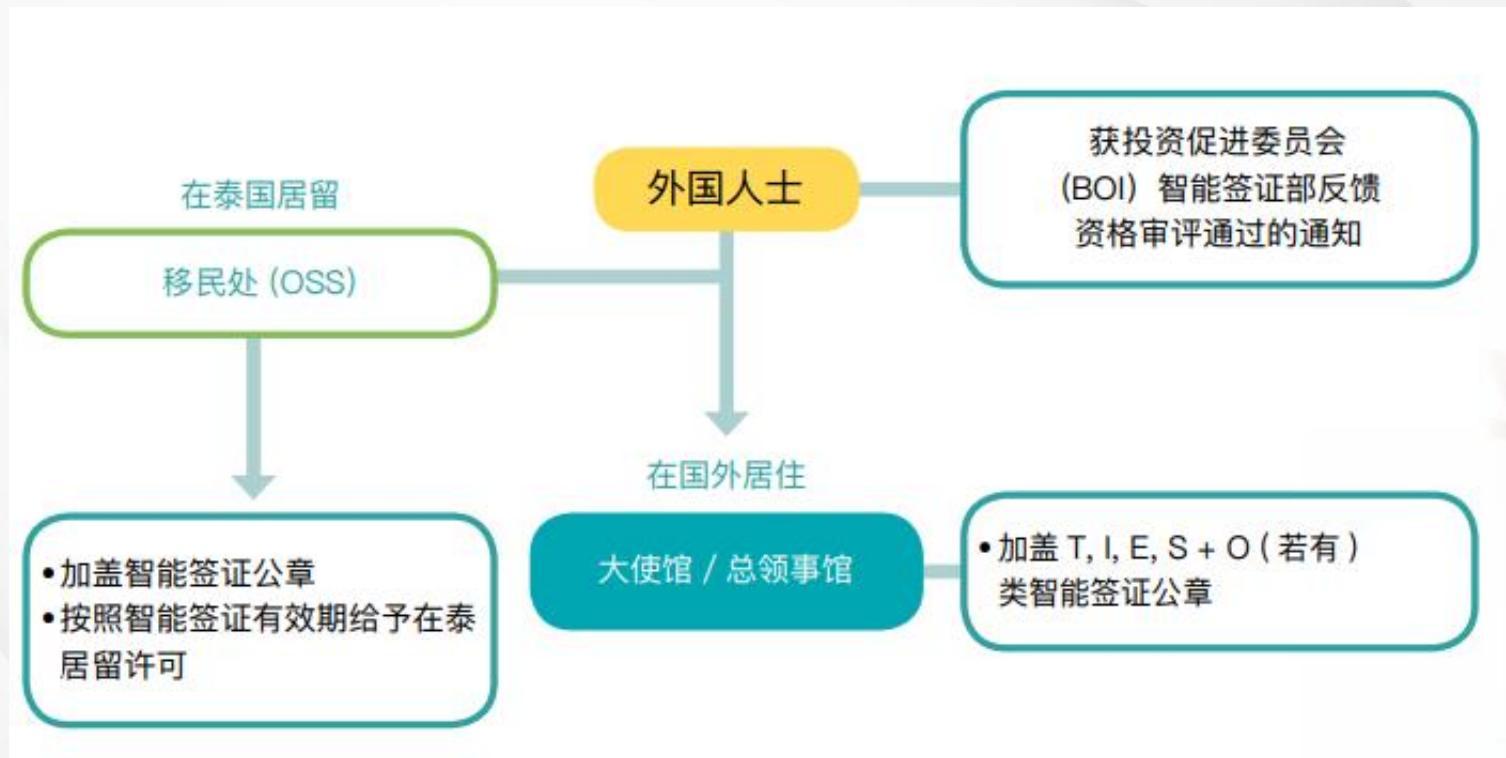 外国人士
获投资促进委员会
(BOI) 智能签证部反馈
资格审评通过的通知
在泰国居留
移民处 (OSS)
•加盖智能签证公章
•按照智能签证有效期给予在泰
居留许可
在国外居住
大使馆 / 总领事馆
•加盖 T, I, E, S + O ( 若有 )
类智能签证公章